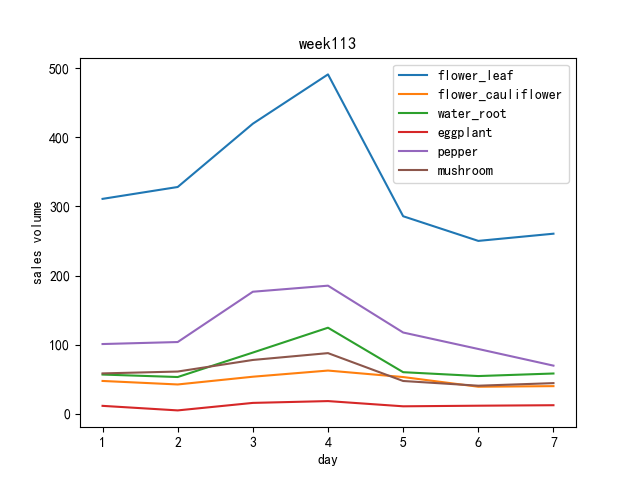 week113
flower_leaf
flower_cauliflower
water_root
eggplant
pepper
mushroom
sales volume
500
400
300
200
100
0
1 2 3 4 5 6 7
day